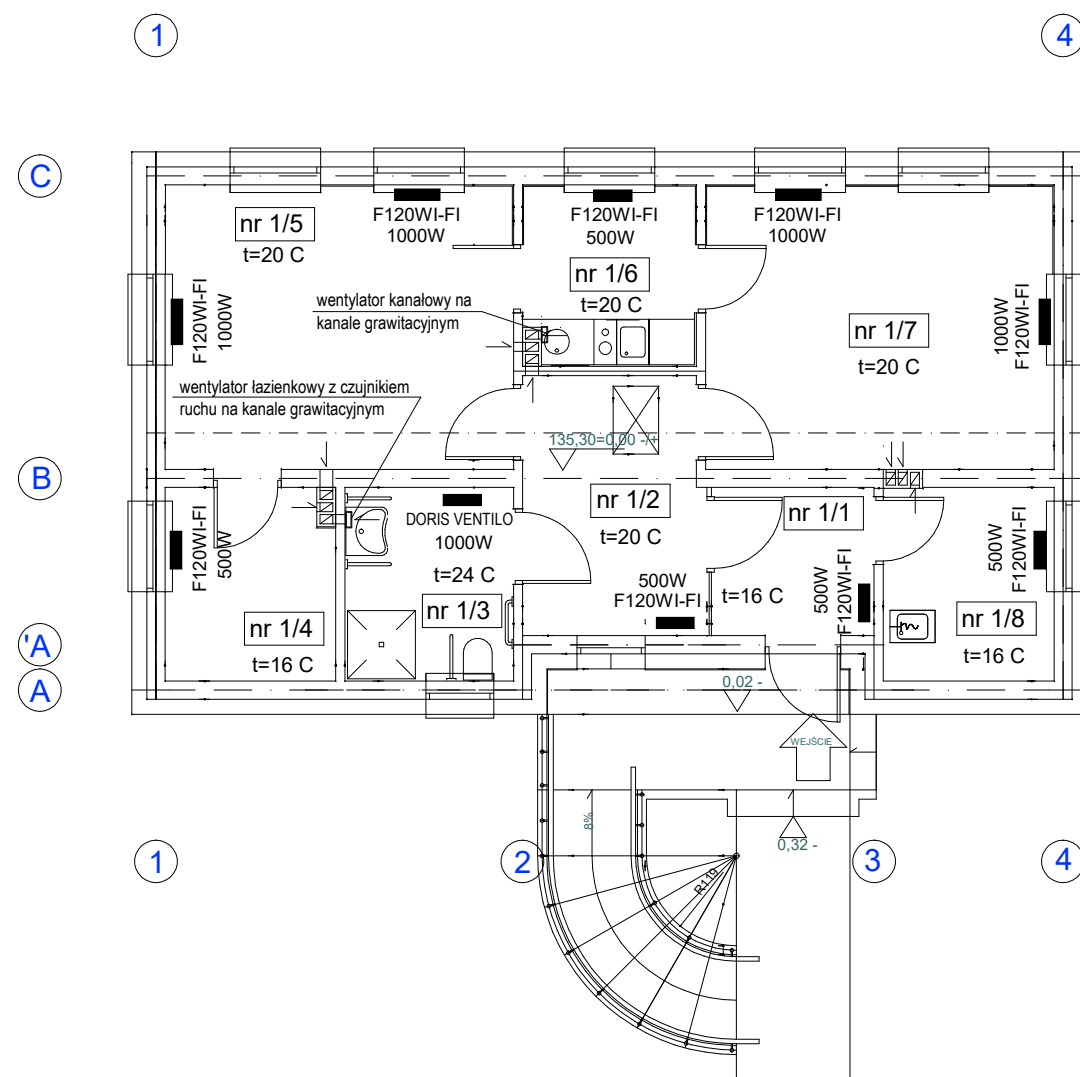 1
4
C
F120WI-FI
1000W
F120WI-FI
500W
F120WI-FI
1000W
nr 1/5
t=20 C
nr 1/6
t=20 C
F120WI-FI
1000W
wentylator kanałowy na
kanale grawitacyjnym
nr 1/7
t=20 C
1000W
F120WI-FI
wentylator łazienkowy z czujnikiem
ruchu na kanale grawitacyjnym
135,30=0,00 -/+
B
nr 1/2
t=20 C
nr 1/1
t=16 C
DORIS VENTILO
1000W
t=24 C
nr 1/3
F120WI-FI
500W
nr 1/4
t=16 C
500W
F120WI-FI
500W
F120WI-FI
500W
F120WI-FI
nr 1/8
t=16 C
'A
A
0,02 -
WEJŚCIE
8%
0,32 -
R119
1
2
3
4